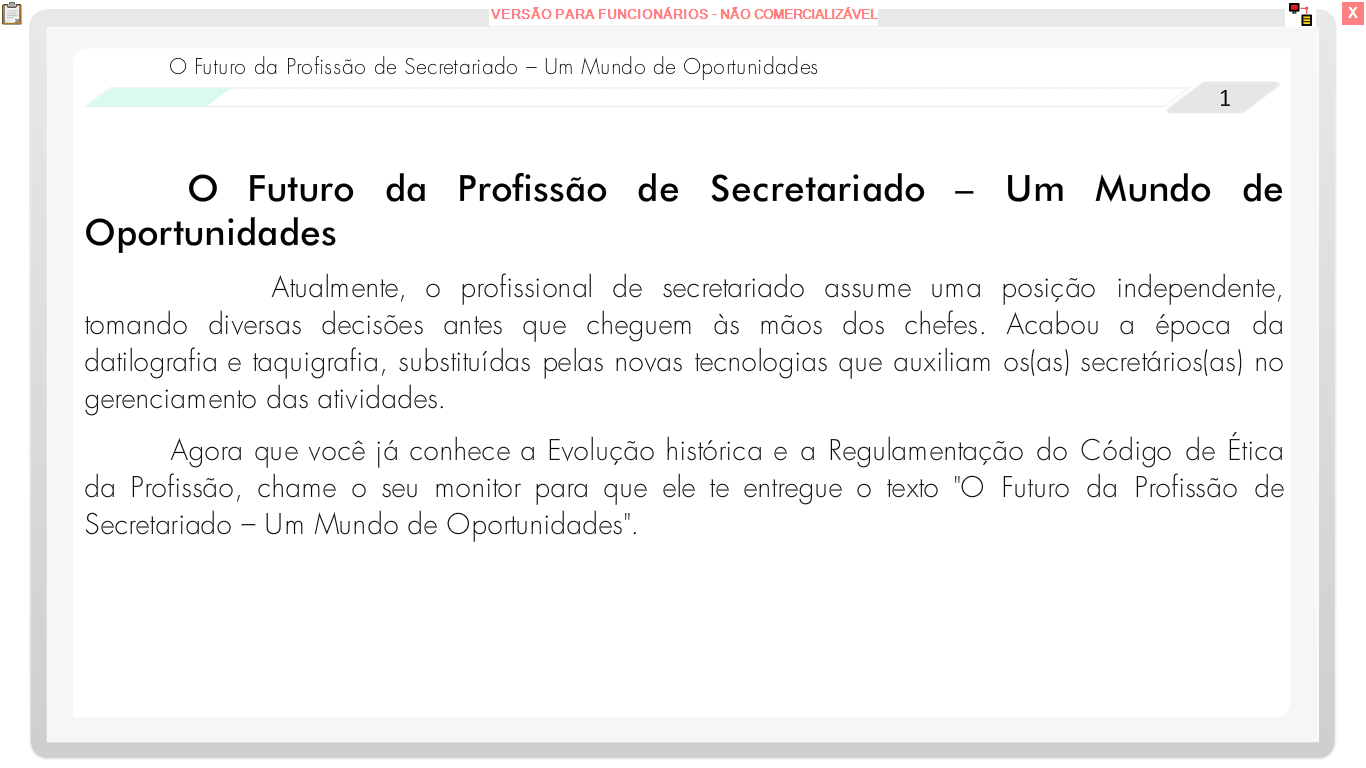 VERSÃO PARA FUNCIONÁRIOS - NÃO COMERCIALIZÁVEL
X
O Futuro da Profissão de Secretariado – Um Mundo de Oportunidades
1
O Futuro da Profissão de Secretariado – Um Mundo de
Oportunidades
Atualmente, o profissional de secretariado assume uma posição independente,
tomando diversas decisões antes que cheguem às mãos dos chefes. Acabou a época da
datilografia e taquigrafia, substituídas pelas novas tecnologias que auxiliam os(as) secretários(as) no
gerenciamento das atividades.
Agora que você já conhece a Evolução histórica e a Regulamentação do Código de Ética
da Profissão, chame o seu monitor para que ele te entregue o texto "O Futuro da Profissão de
Secretariado – Um Mundo de Oportunidades".